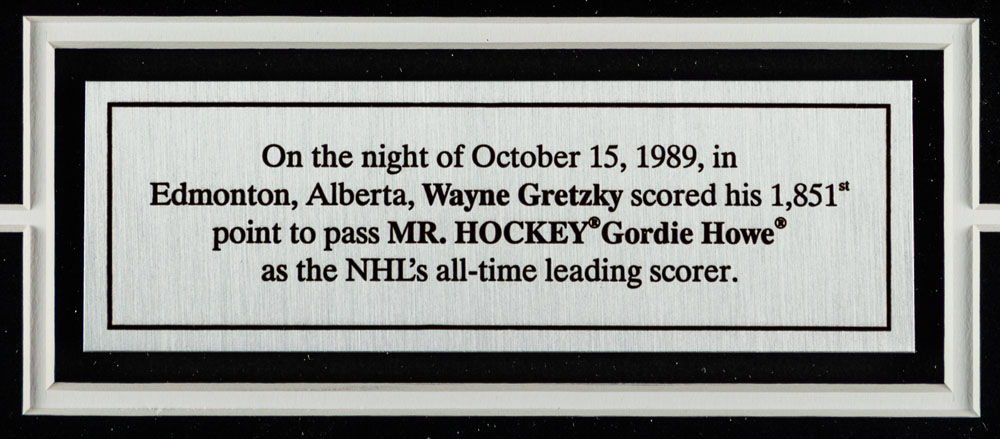 On the night of October 15, 1989, in
Edmonton, Alberta, Wayne Gretzky scored his 1,851st
point to pass MR. HOCKEY® Gordie Howe®
as the NHL's all-time leading scorer.